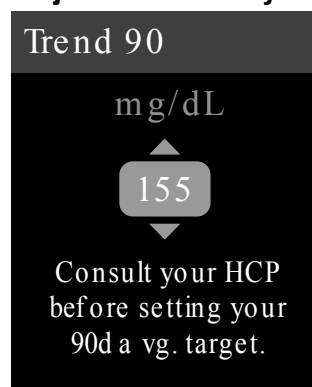 Trend 90
mg/dL
155
Consult your HCP
before setting your
90d avg. target.